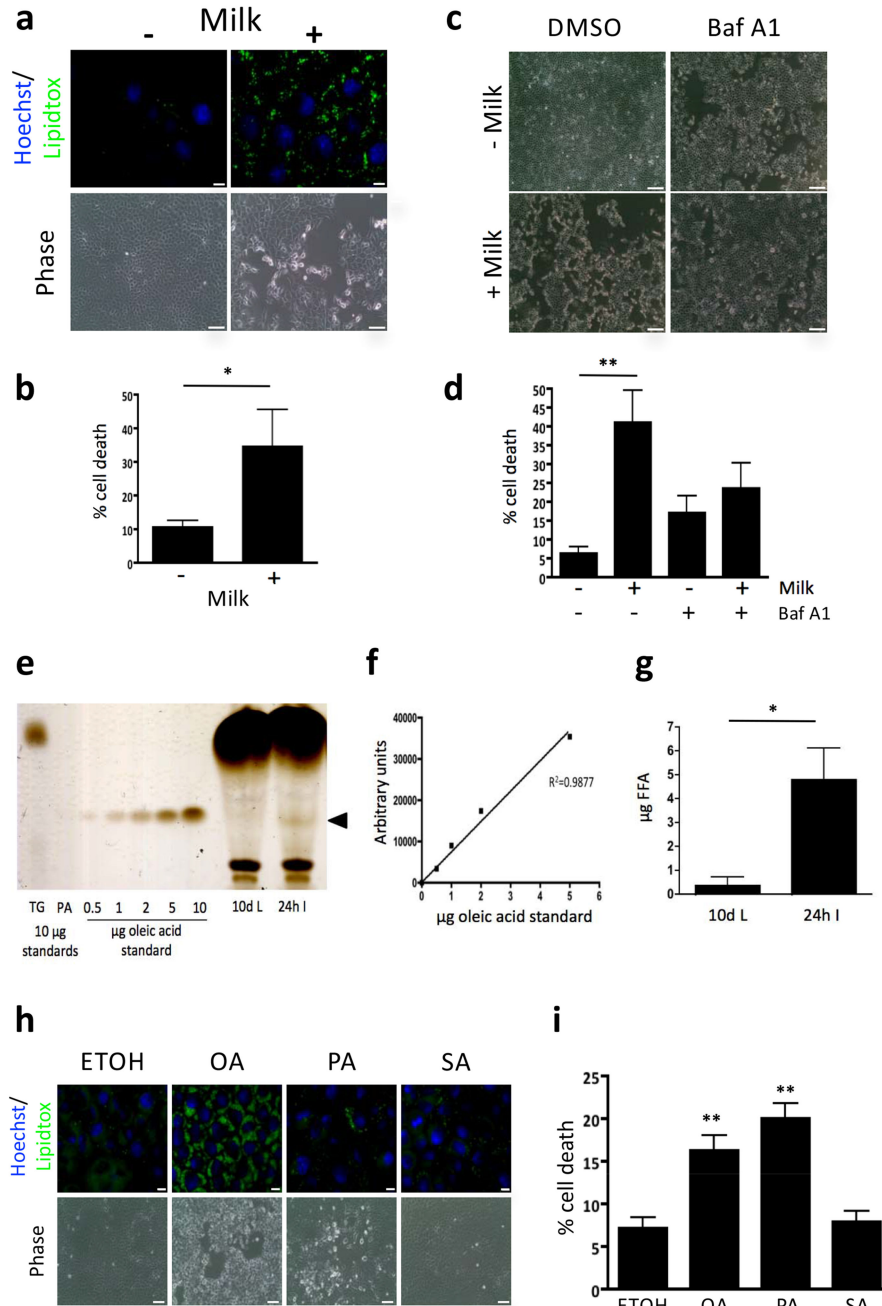 a
Milk
-
+
Hoechst/
Lipidtox
Phase
c
DMSO
Baf A1
- Milk
+ Milk
b
*
50
40
30
20
10
0
% cell death
-
+
Milk
d
**
50
45
40
35
30
25
20
15
10
5
0
% cell death
-
+
-
+
Milk
-
-
+
+
Baf A1
e
TG
PA
0.5
1
2
5
10
10d L
24h I
10 µg
standards
µg oleic acid
standard
f
40000
30000
20000
10000
0
Arbitrary units
R²=0.9877
0
1
2
3
4
5
6
µg oleic acid standard
g
*
7
6
5
4
3
2
1
0
µg FFA
10d L
24h I
h
ETOH
OA
PA
SA
Hoechst/
Lipidtox
Phase
i
25
20
15
10
5
0
% cell death
**
**
ETOH
OA
PA
SA